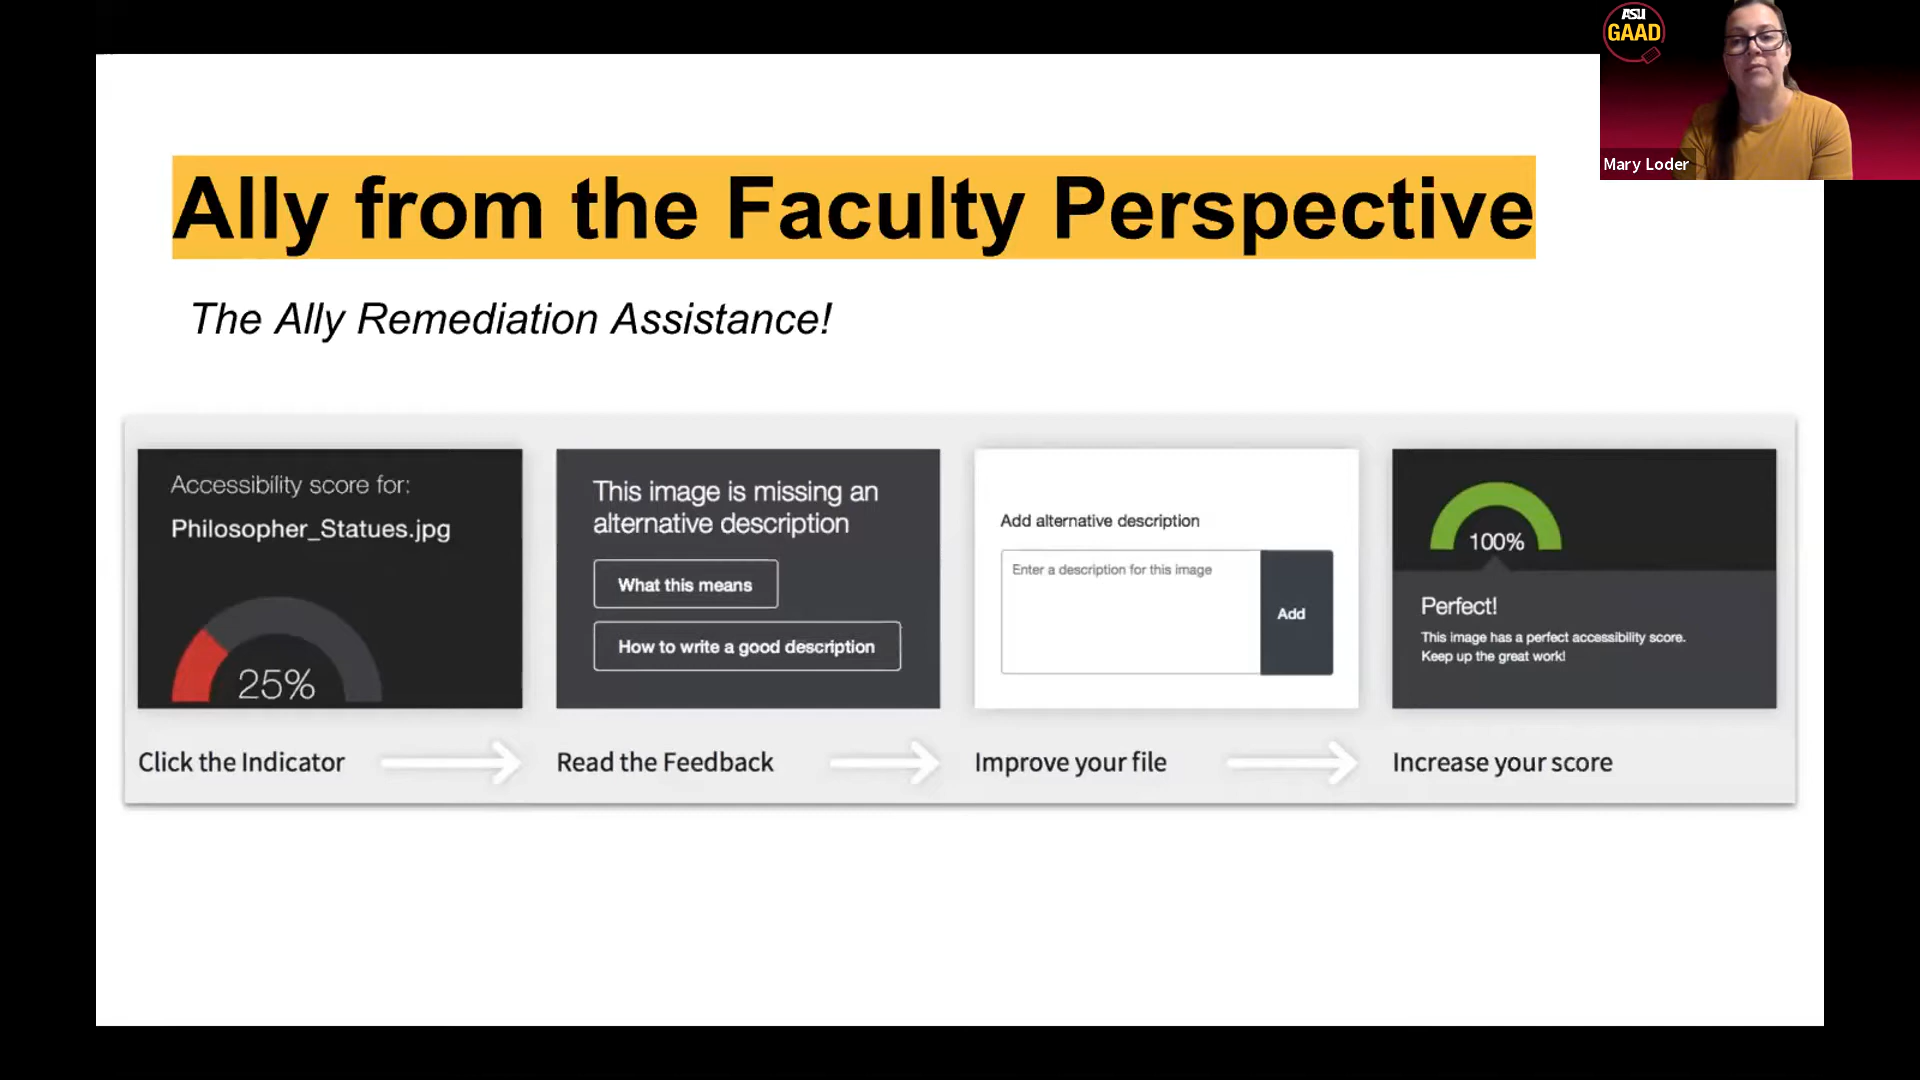 ASU
GAAD
Mary Loder
Ally from the Faculty Perspective
The Ally Remediation Assistance!
Accessibility score for:
Philosopher_Statues.jpg
25%
Click the Indicator
This image is missing an
alternative description
What this means
How to write a good description
Read the Feedback
Add alternative description
Enter a description for this image
Add
Improve your file
100%
Perfect!
This image has a perfect accessibility score.
Keep up the great work!
Increase your score